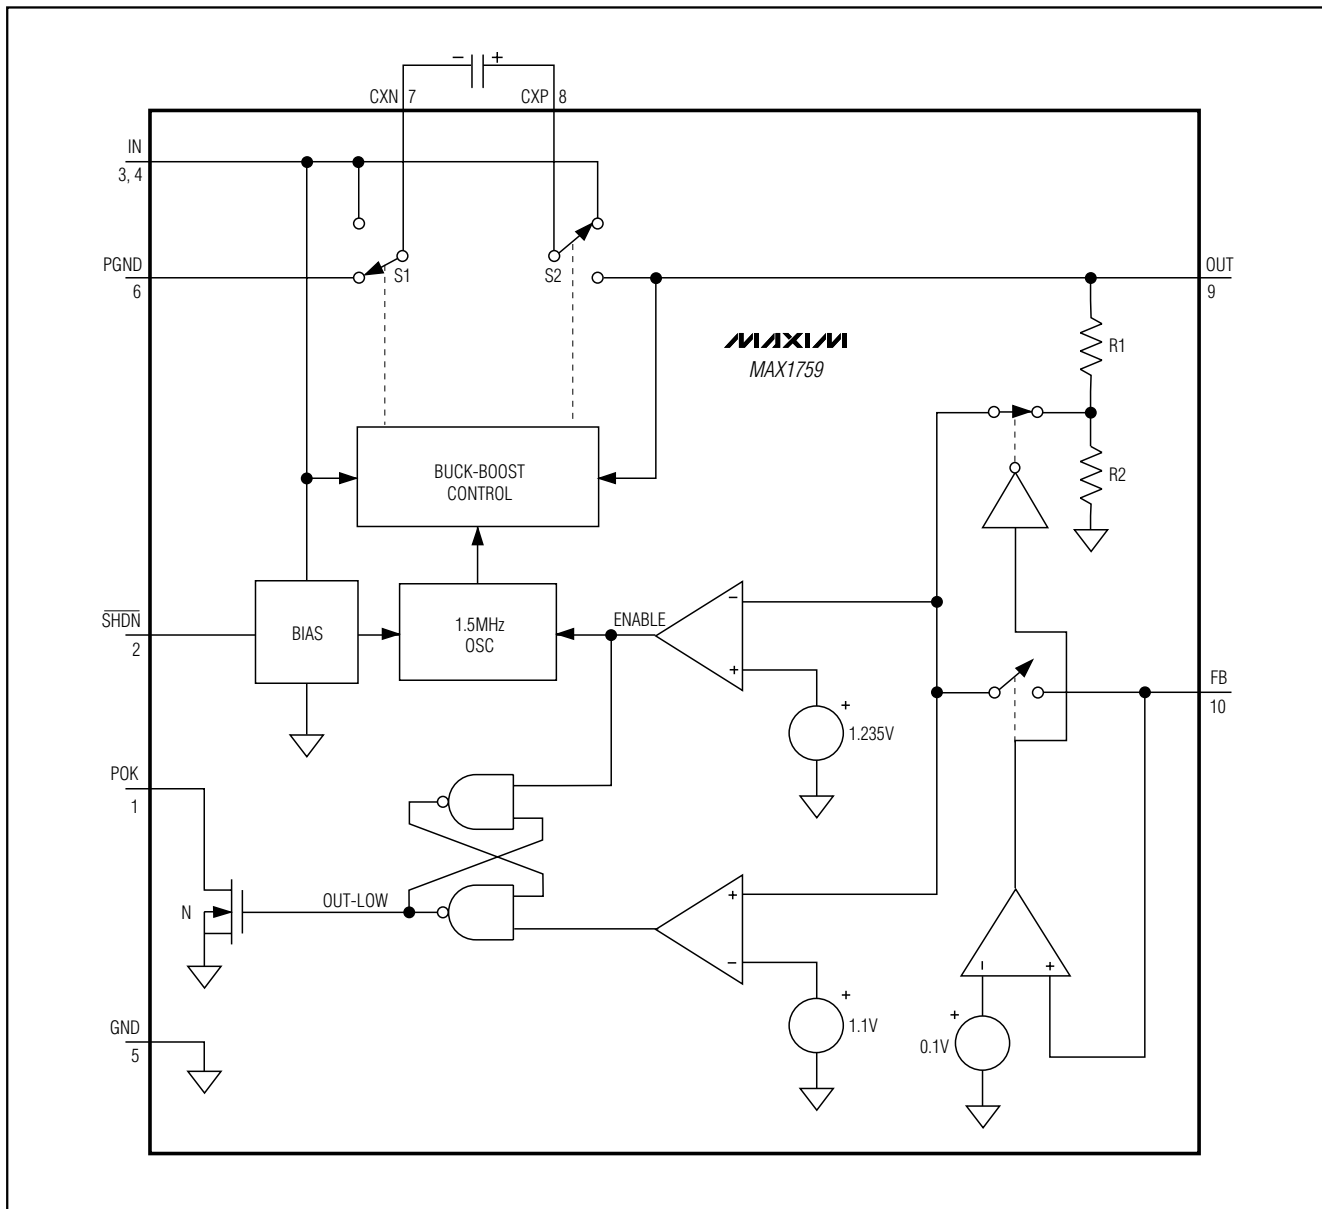 − +
CXN 7 CXP 8
IN
3, 4
PGND
6
S1 S2
OUT
9
MAXIM
MAX1759
R1
R2
BUCK-BOOST
CONTROL
SHDN
2
BIAS
1.5MHz
OSC
ENABLE
−
+
+
1.235V
FB
10
POK
1
N
OUT-LOW
+
−
+
1.1V
− +
+
0.1V
GND
5